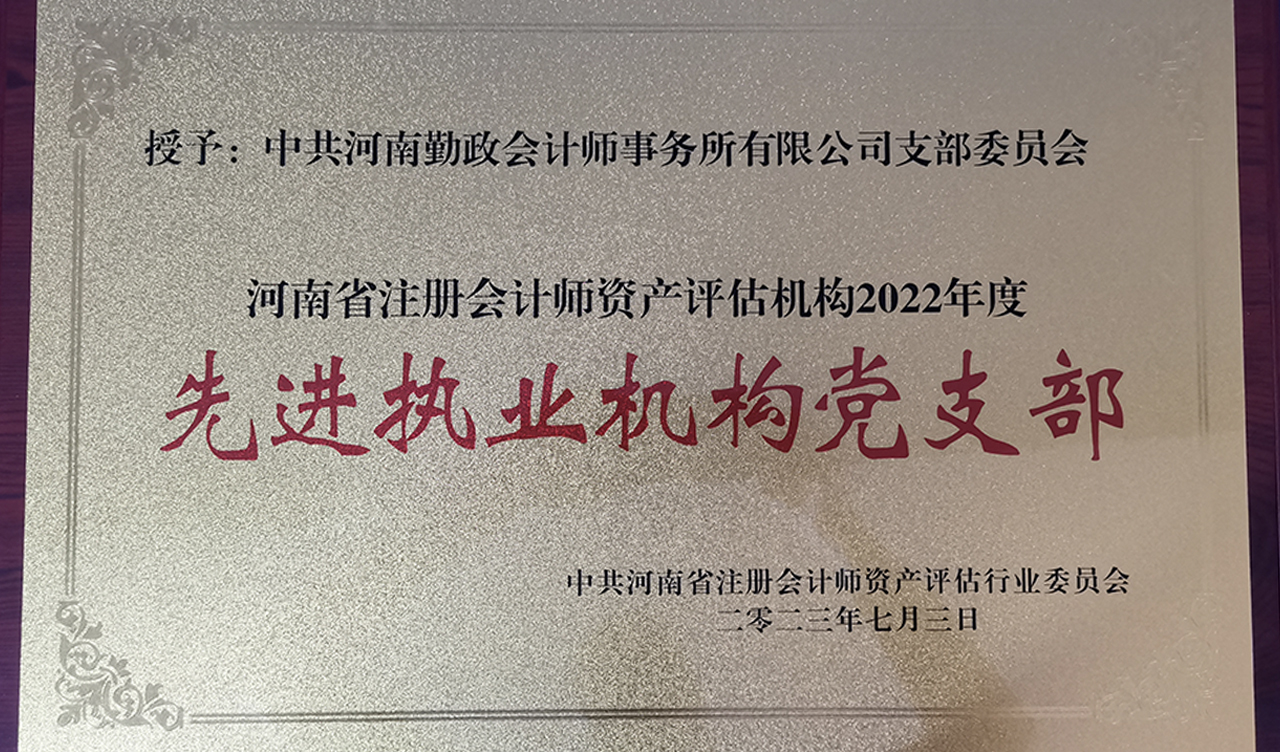 授予：中共河南勤政会计师事务所有限公司支部委员会
河南省注册会计师资产评估机构2022年度
先进执业机构党支部
中共河南省注册会计师资产评估行业委员会
二零二三年七月三日